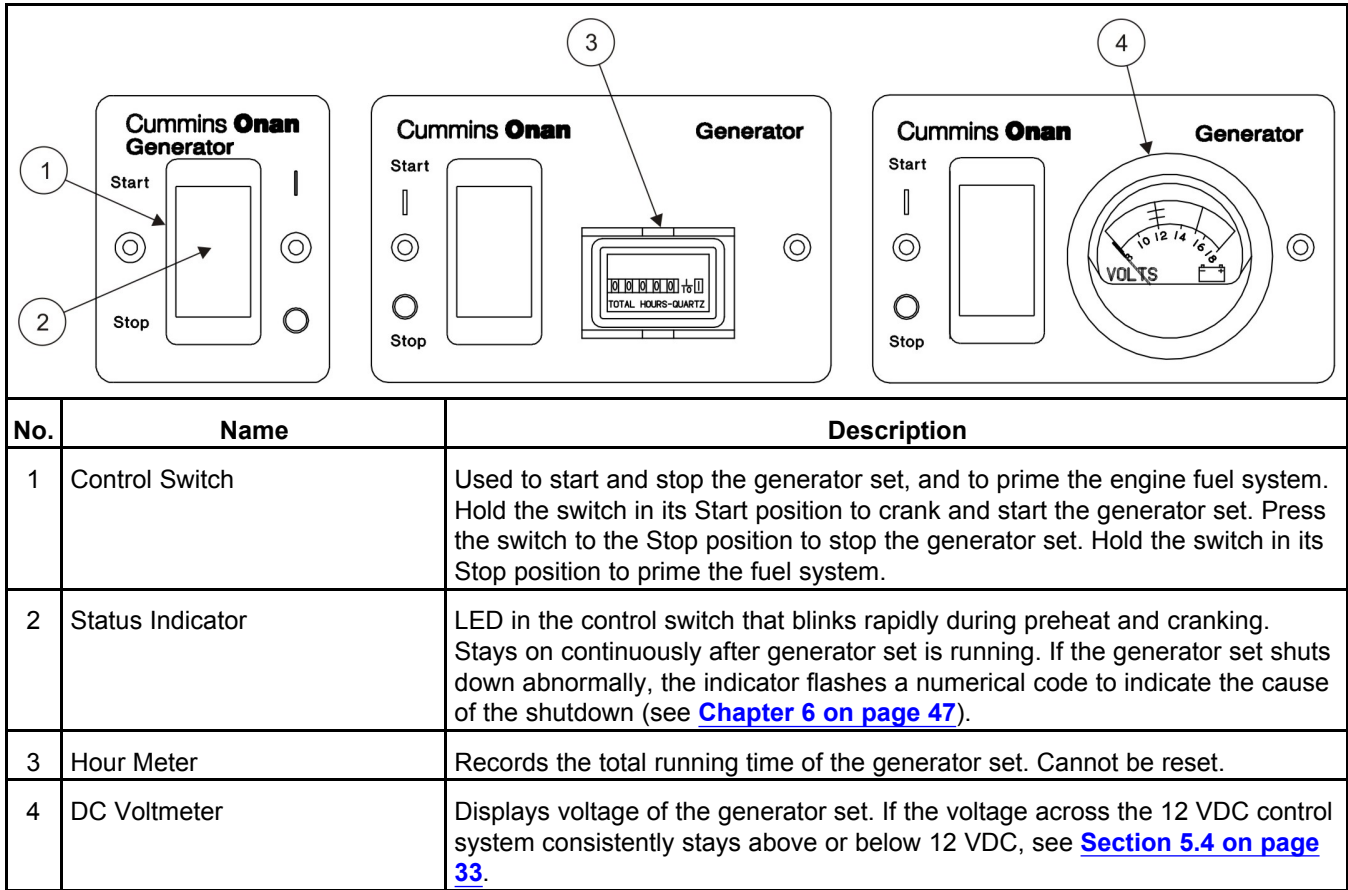 3
4
Cummins Onan
Generator
1
Start
2
Stop
Cummins Onan Generator
Start
Stop
00000 1/10 1
TOTAL HOURS-QUARTZ
Cummins Onan Generator
Start
Stop
8 10 12 14 16 18
VOLTS
No. Name Description
1 Control Switch Used to start and stop the generator set, and to prime the engine fuel system.
Hold the switch in its Start position to crank and start the generator set. Press
the switch to the Stop position to stop the generator set. Hold the switch in its
Stop position to prime the fuel system.
2 Status Indicator LED in the control switch that blinks rapidly during preheat and cranking.
Stays on continuously after generator set is running. If the generator set shuts
down abnormally, the indicator flashes a numerical code to indicate the cause
of the shutdown (see Chapter 6 on page 47).
3 Hour Meter Records the total running time of the generator set. Cannot be reset.
4 DC Voltmeter Displays voltage of the generator set. If the voltage across the 12 VDC control
system consistently stays above or below 12 VDC, see Section 5.4 on page
33.